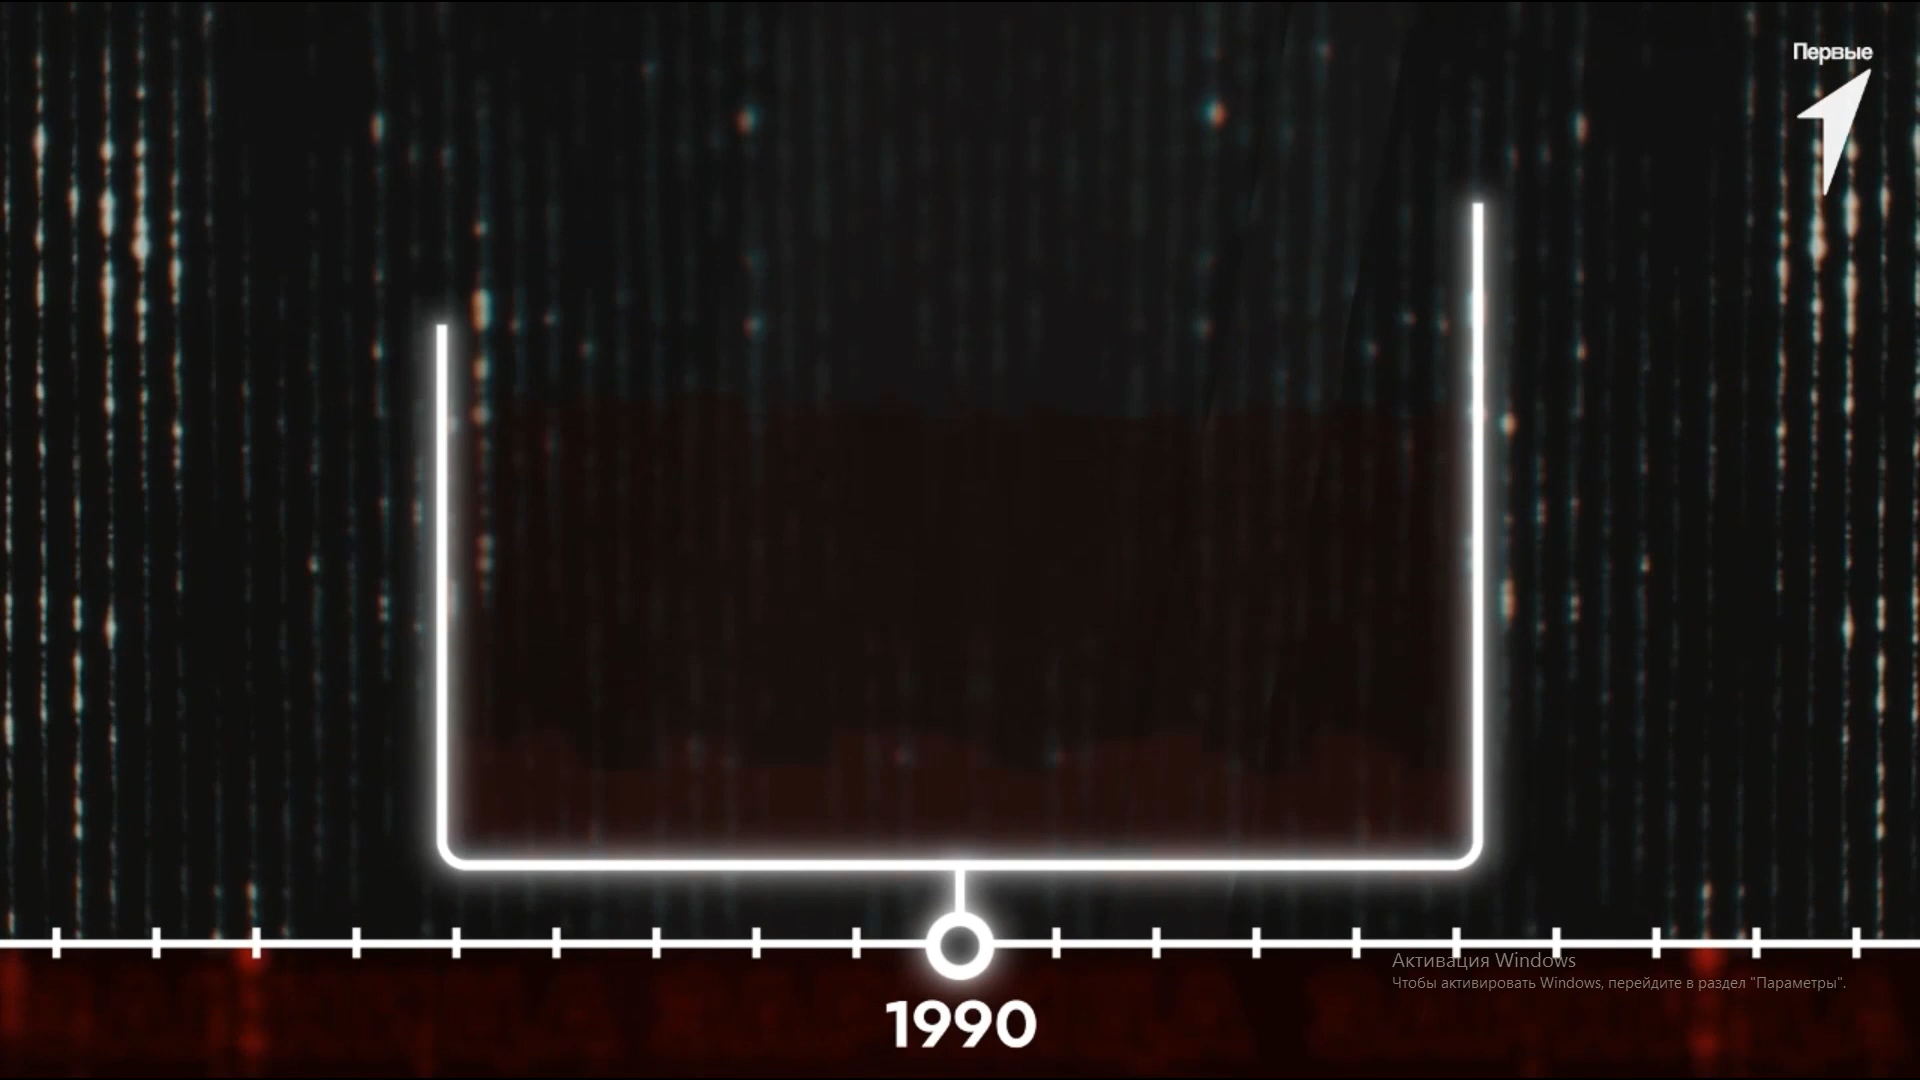 Первые
Активация Windows
Чтобы активировать Windows, перейдите в раздел "Параметры".
1990